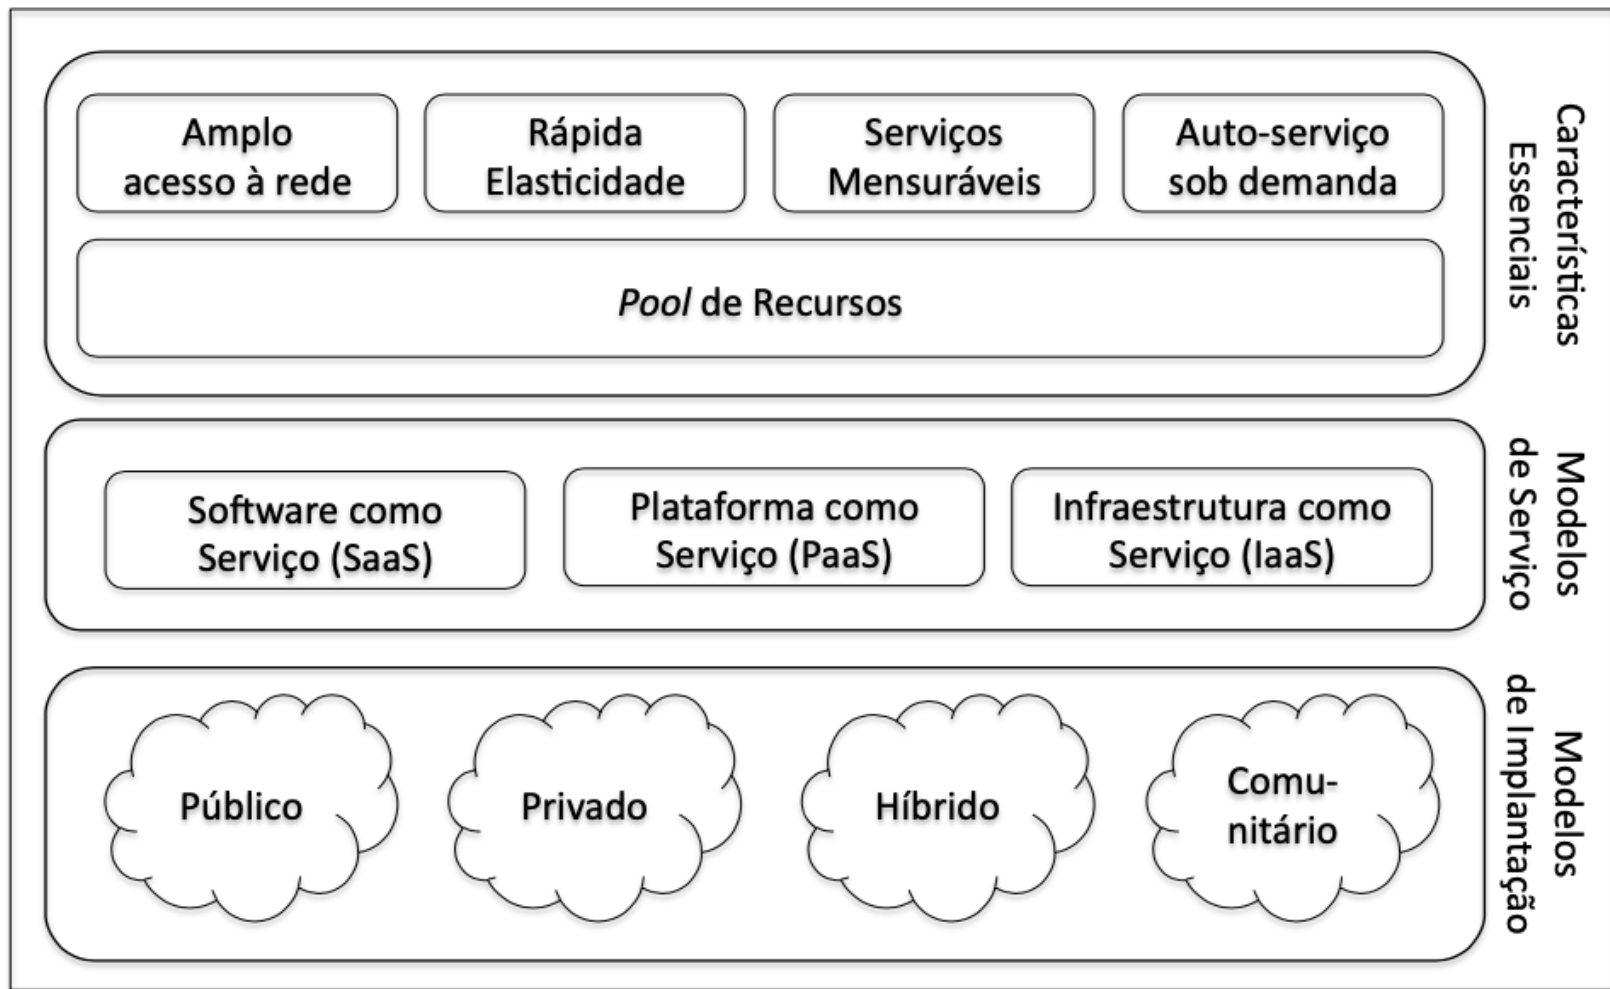 Amplo
acesso à rede
Rápida
Elasticidade
Serviços
Mensuráveis
Auto-serviço
sob demanda
Pool de Recursos
Características
Essenciais
Software como
Serviço (SaaS)
Plataforma como
Serviço (PaaS)
Infraestrutura como
Serviço (IaaS)
Modelos
de Serviço
Público
Privado
Híbrido
Comu-
nitário
Modelos
de Implantação